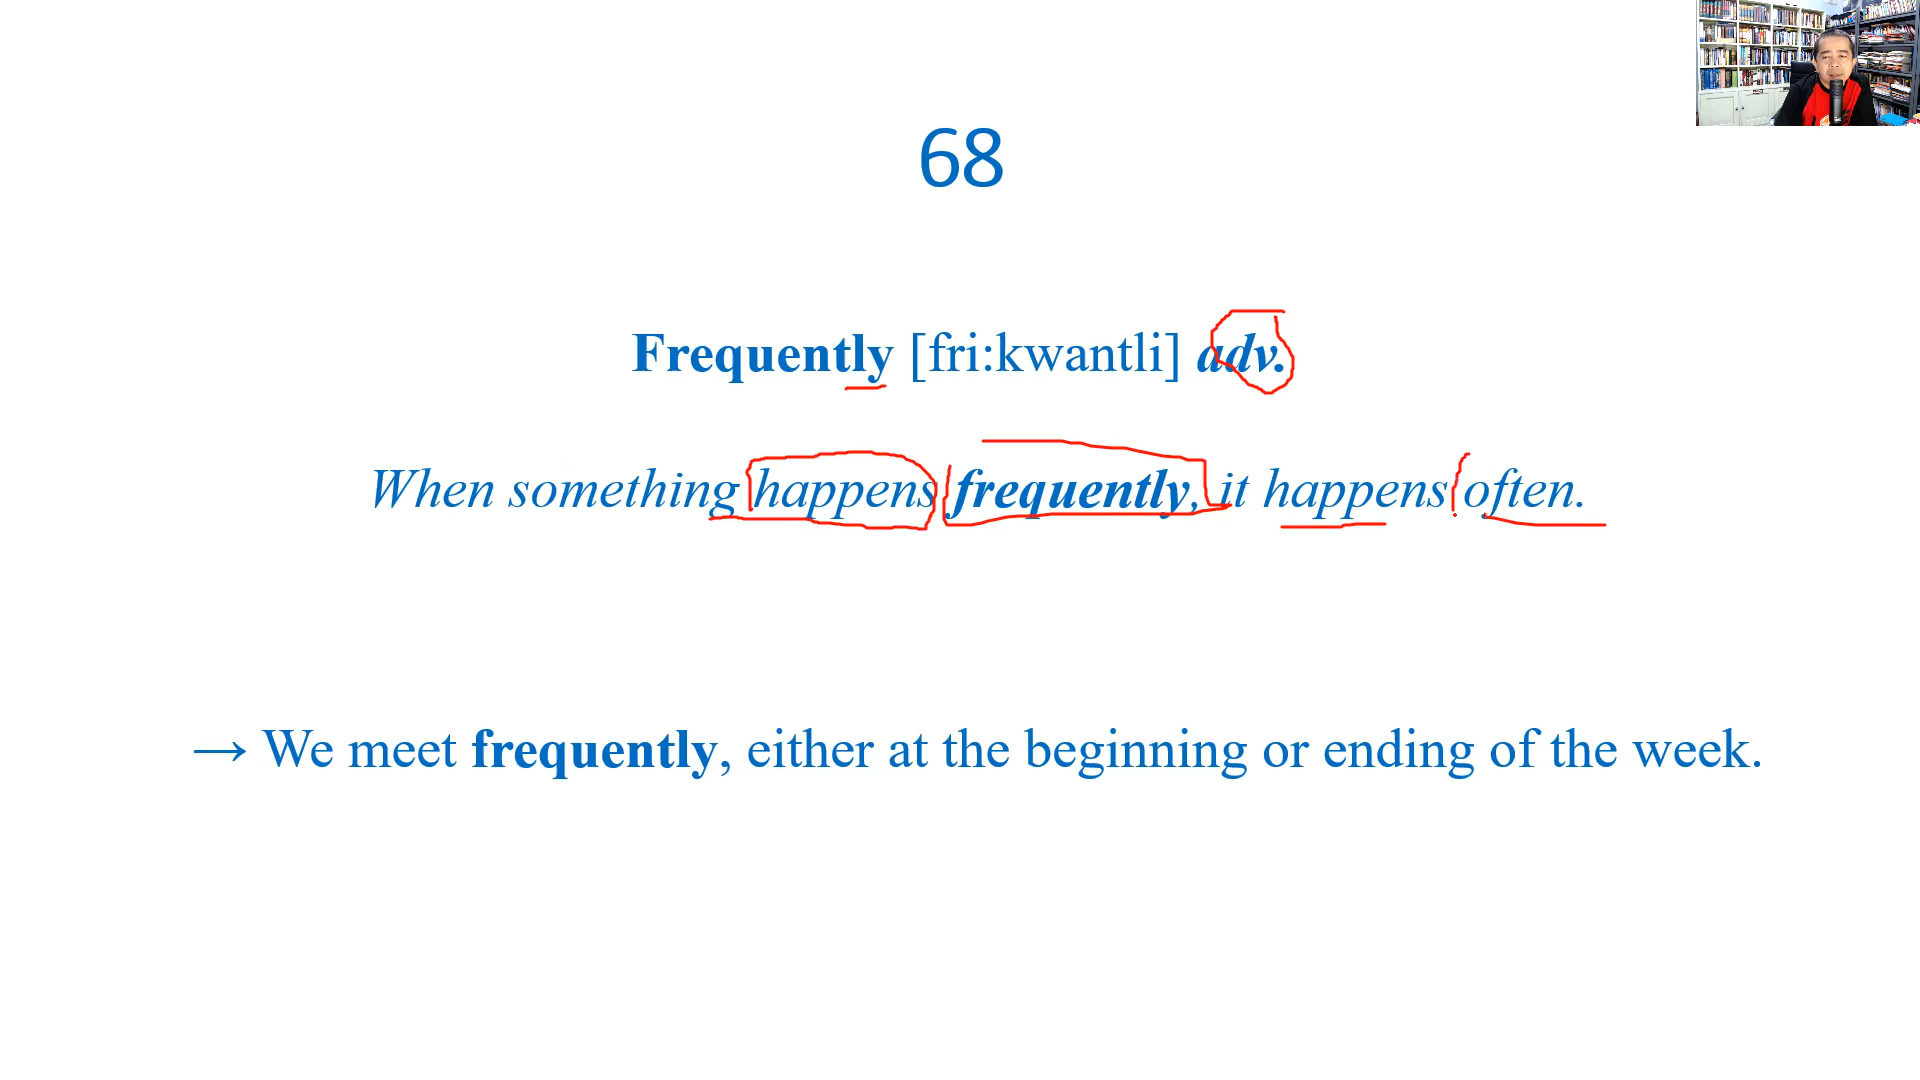 68
Frequently [fri:kwantli] adv.
When something happens frequently, it happens often.
→ We meet frequently, either at the beginning or ending of the week.